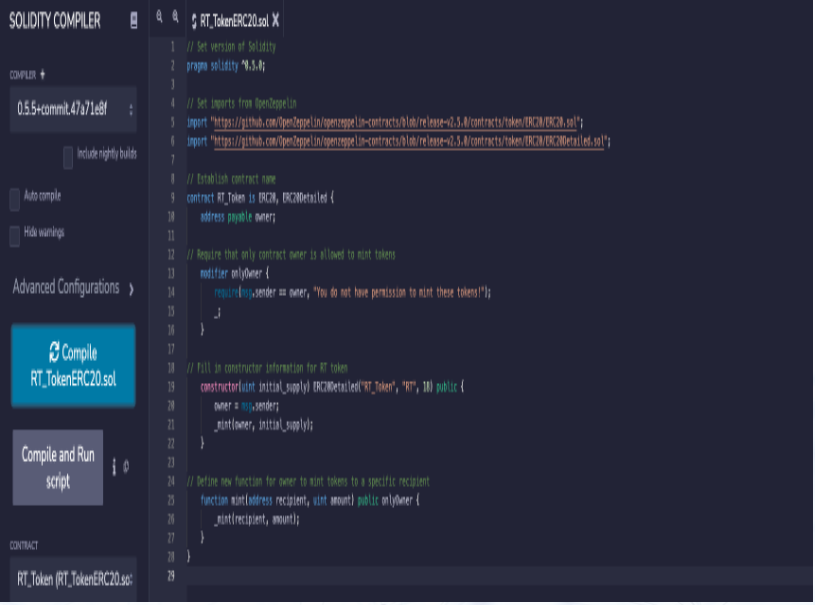 SOLIDITY COMPILER
COMPILER +
0.5.5+commit.47a71e8f
Include nightly builds
Auto compile
Hide warnings
Advanced Configurations
Compile
RT_TokenERC20.sol
Compile and Run
script
i
CONTRACT
RT_Token (RT_TokenERC20.so
RT_TokenERC20.sol X
1 // Set version of Solidity
2 pragma solidity ^0.5.0;
3
4 // Set imports from OpenZeppelin
5 import "https://github.com/OpenZeppelin/openzeppelin-contracts/blob/release-v2.5.0/contracts/token/ERC20/ERC20.sol";
6 import "https://github.com/OpenZeppelin/openzeppelin-contracts/blob/release-v2.5.0/contracts/token/ERC20/ERC20Detailed.sol";
7
8 // Establish contract name
9 contract RT_Token is ERC20, ERC20Detailed {
10 address payable owner;
11
12 // Require that only contract owner is allowed to mint tokens
13 modifier onlyOwner {
14 require(msg.sender == owner, "You do not have permission to mint these tokens!");
15 _;
16 }
17
18 // Fill in constructor information for RT token
19 constructor(uint initial_supply) ERC20Detailed("RT_Token", "RT", 18) public {
20 owner = msg.sender;
21 _mint(owner, initial_supply);
22 }
23
24 // Define new function for owner to mint tokens to a specific recipient
25 function mint(address recipient, uint amount) public onlyOwner {
26 _mint(recipient, amount);
27 }
28 }
29